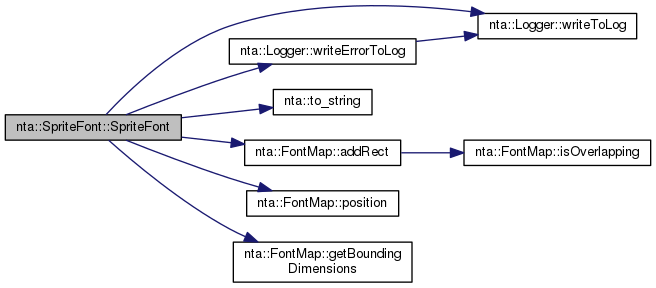 nta::Logger::writeToLog
nta::Logger::writeErrorToLog
nta::to_string
nta::SpriteFont::SpriteFont
nta::FontMap::addRect
nta::FontMap::isOverlapping
nta::FontMap::position
nta::FontMap::getBounding
Dimensions